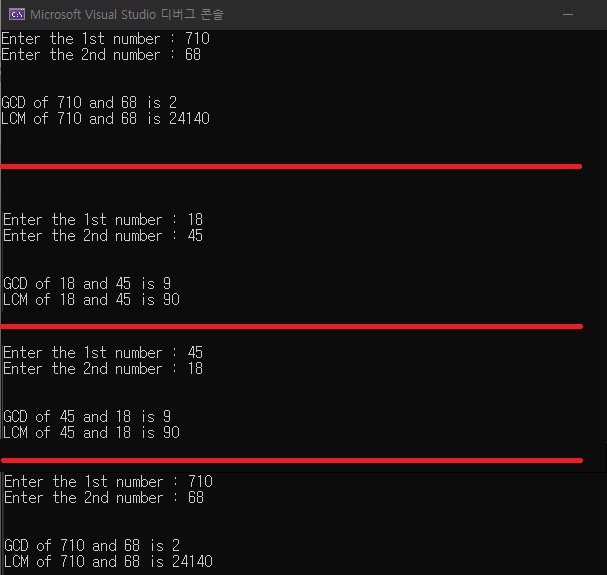 C:\ Microsoft Visual Studio 디버그 콘솔
Enter the 1st number : 710
Enter the 2nd number : 68
GCD of 710 and 68 is 2
LCM of 710 and 68 is 24140
Enter the 1st number : 18
Enter the 2nd number : 45
GCD of 18 and 45 is 9
LCM of 18 and 45 is 90
Enter the 1st number : 45
Enter the 2nd number : 18
GCD of 45 and 18 is 9
LCM of 45 and 18 is 90
Enter the 1st number : 710
Enter the 2nd number : 68
GCD of 710 and 68 is 2
LCM of 710 and 68 is 24140